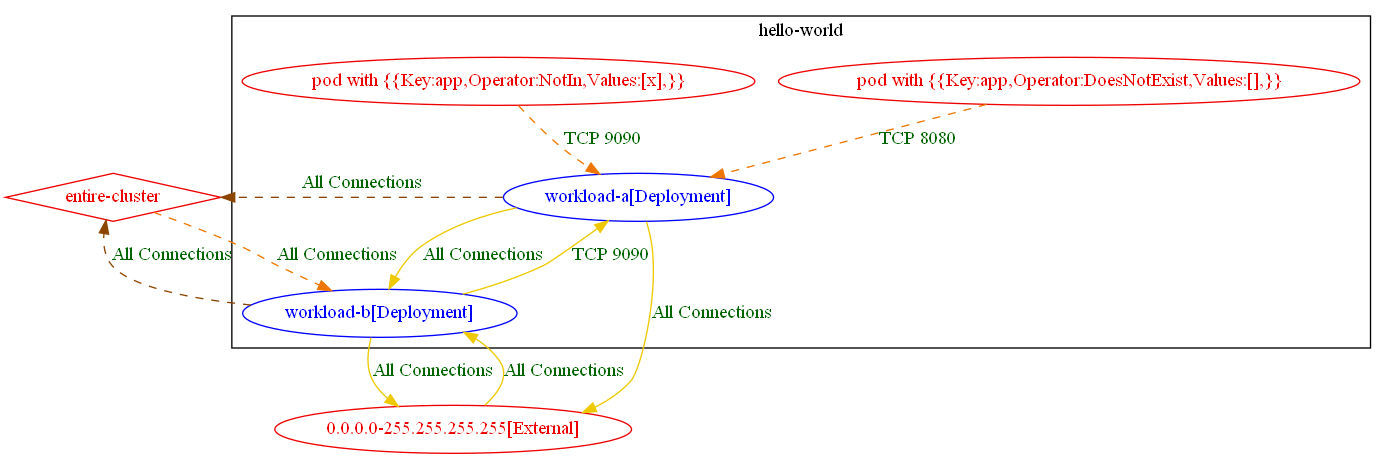 hello-world
pod with {{Key:app,Operator:NotIn,Values:[x],}}
pod with {{Key:app,Operator:DoesNotExist,Values:[],}}
TCP 9090
TCP 8080
entire-cluster
All Connections
workload-a[Deployment]
All Connections
All Connections
All Connections
TCP 9090
workload-b[Deployment]
All Connections
All Connections
All Connections
0.0.0.0-255.255.255.255[External]